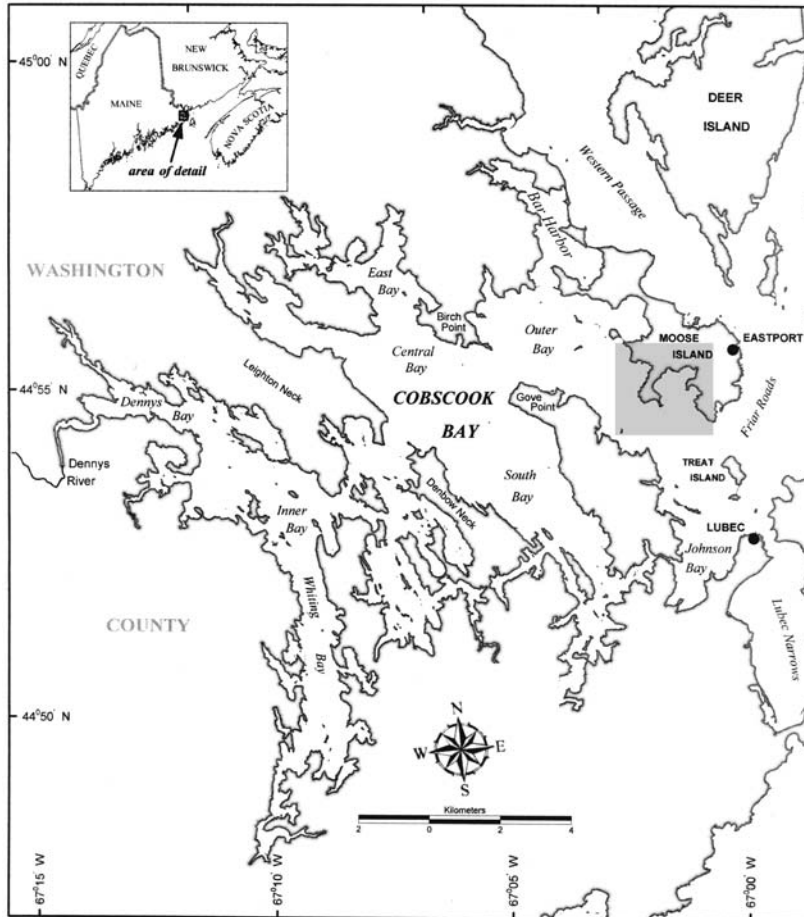 45°00' N
QUEBEC
NEW
BRUNSWICK
MAINE
NOVA SCOTIA
area of detail
DEER
ISLAND
Western Passage
Bar Harbor
WASHINGTON
East
Bay
Birch
Point
Outer
Bay
MOOSE
ISLAND
EASTPORT
Central
Bay
44°55' N
Leighton Neck
COBSCOOK
BAY
Gove
Point
Friar Roads
Dennys
Bay
Dennys
River
TREAT
ISLAND
South
Bay
Denbow Neck
Inner
Bay
LUBEC
Johnson
Bay
Whiting
Bay
COUNTY
Lubec Narrows
44°50' N
N
W E
S
Kilometers
2 0 2 4
67°15' W
67°10' W
67°05' W
67°00' W